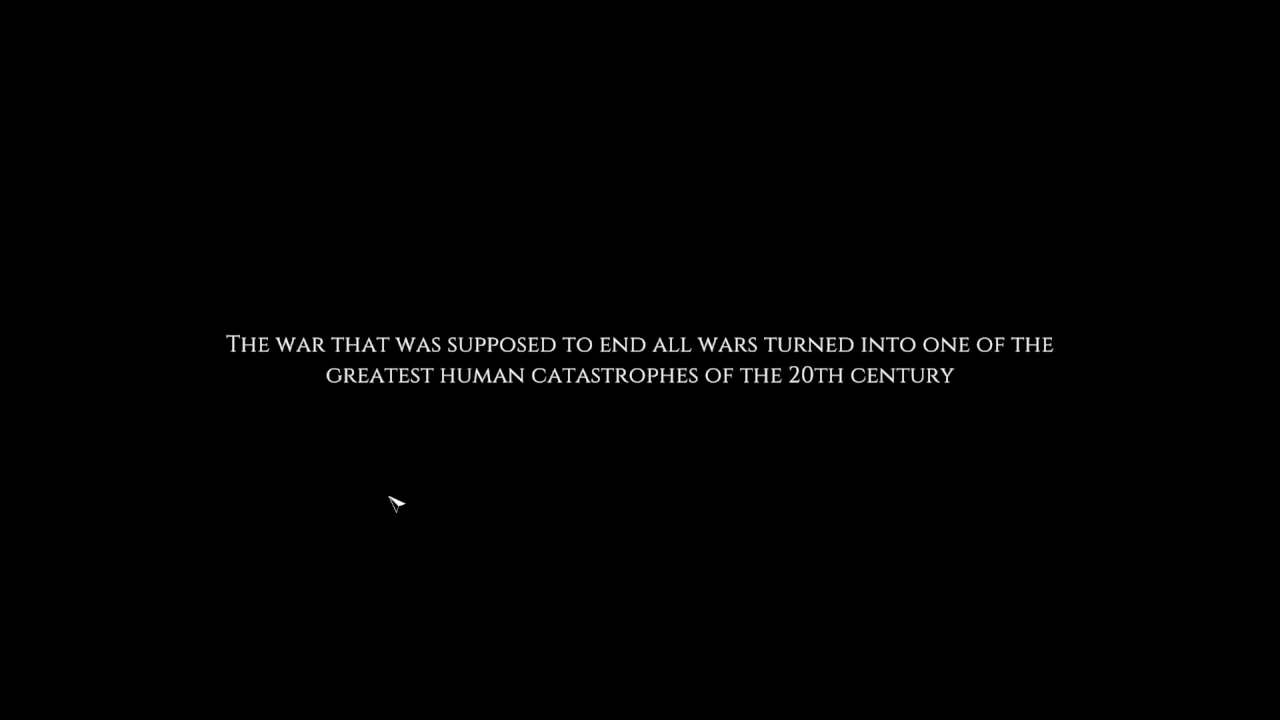 The war that was supposed to end all wars turned into one of the
greatest human catastrophes of the 20th century